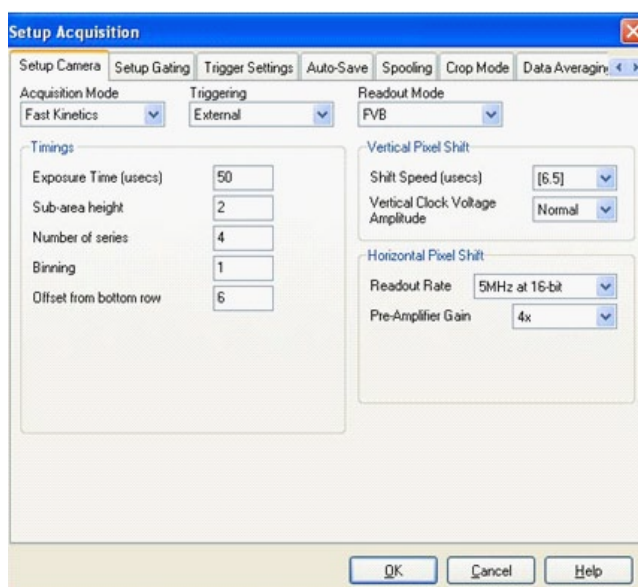 Setup Acquisition
Setup Camera Setup Gating Trigger Settings Auto-Save Spooling Crop Mode Data Averaging
Acquisition Mode Triggering Readout Mode
Fast Kinetics External FVB
Timings
Exposure Time (usecs) 50
Sub-area height 2
Number of series 4
Binning 1
Offset from bottom row 6
Vertical Pixel Shift
Shift Speed (usecs) [6.5]
Vertical Clock Voltage
Amplitude Normal
Horizontal Pixel Shift
Readout Rate 5MHz at 16-bit
Pre-Amplifier Gain 4x
OK Cancel Help